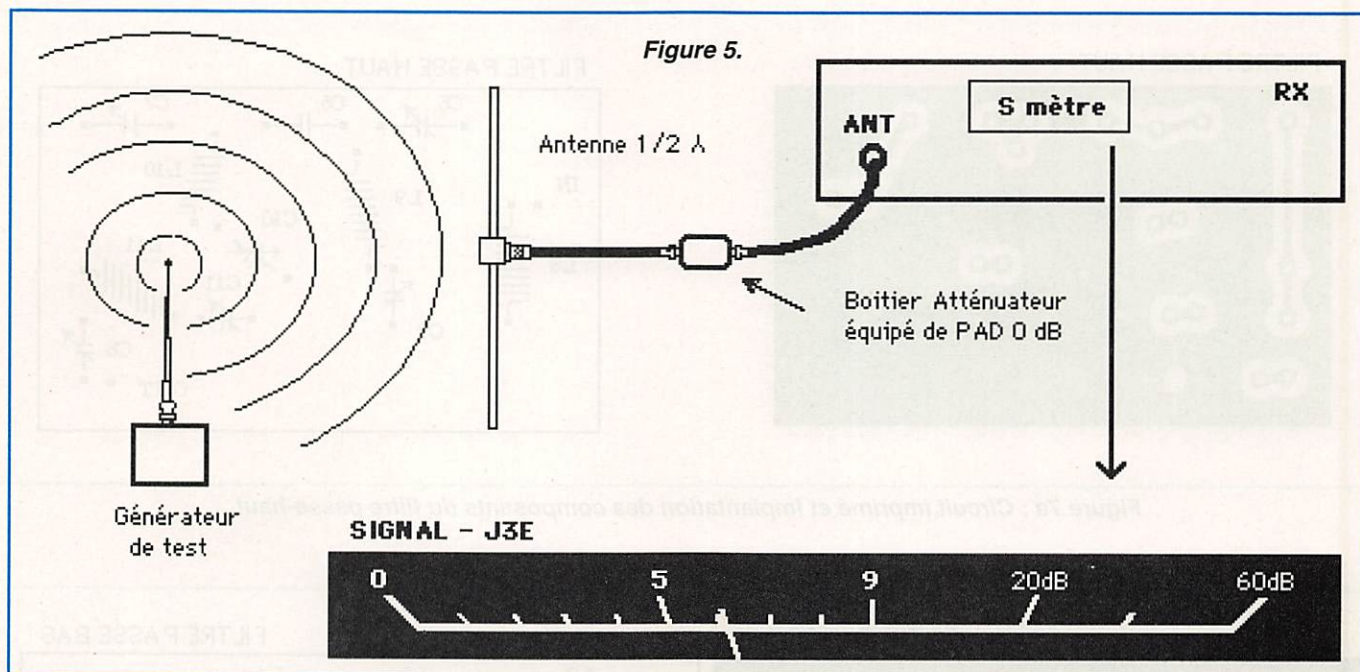 Figure 5.
FILTRE PASSE HAUT
RX
S mètre
ANT
Antenne 1/2 λ
Boitier Atténuateur
équipé de PAD 0 dB
Générateur
de test
Figure 7a : Circuit imprimé et implantation des composants du filtre passe-haut.
SIGNAL - J3E
0 5 9 20dB 60dB
FILTRE PASSE BAS